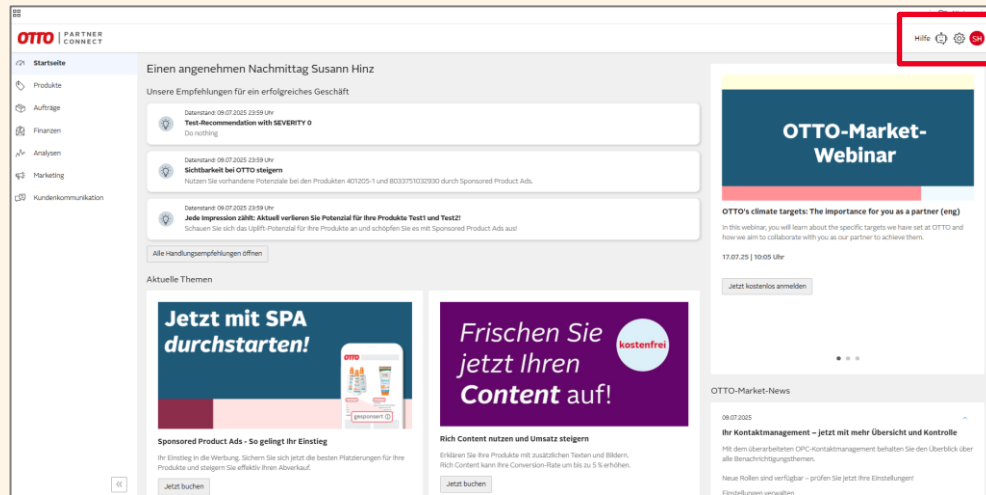 OTTO | PARTNER CONNECT
Hilfe
SH
Startseite
Produkte
Aufträge
Finanzen
Analysen
Marketing
Kundenkommunikation
Einen angenehmen Nachmittag Susann Hinz
Unsere Empfehlungen für ein erfolgreiches Geschäft
Datenstand: 09.07.2025 23:59 Uhr
Test-Recommendation with SEVERITY 0
Do nothing
Datenstand: 09.07.2025 23:59 Uhr
Sichtbarkeit bei OTTO steigern
Nutzen Sie vorhandene Potenziale bei den Produkten 401205-1 und 8033751032930 durch Sponsored Product Ads.
Datenstand: 09.07.2025 23:59 Uhr
Jede Impression zählt: Aktuell verlieren Sie Potenzial für Ihre Produkte Test1 und Test2!
Schauen Sie sich das Uplift-Potenzial für Ihre Produkte an und schöpfen Sie es mit Sponsored Product Ads aus!
Alle Handlungsempfehlungen öffnen
Aktuelle Themen
Jetzt mit SPA
durchstarten!
OTTO
gesponsert
Sponsored Product Ads - So gelingt Ihr Einstieg
Ihr Einstieg in die Werbung. Sichern Sie sich jetzt die besten Platzierungen für Ihre
Produkte und steigern Sie effektiv Ihren Abverkauf.
Jetzt buchen
Frischen Sie
jetzt Ihren
Content auf!
kostenfrei
Rich Content nutzen und Umsatz steigern
Erklären Sie Ihre Produkte mit zusätzlichen Texten und Bildern.
Rich Content kann Ihre Conversion-Rate um bis zu 5 % erhöhen.
Jetzt buchen
OTTO-Market-
Webinar
OTTO's climate targets: The importance for you as a partner (eng)
In this webinar, you will learn about the specific targets we have set at OTTO and
how we aim to collaborate with you as our partner to achieve them.
17.07.25 | 10:05 Uhr
Jetzt kostenlos anmelden
OTTO-Market-News
09.07.2025
Ihr Kontaktmanagement – jetzt mit mehr Übersicht und Kontrolle
Mit dem überarbeiteten OPC-Kontaktmanagement behalten Sie den Überblick über
alle Benachrichtigungsthemen.
Neue Rollen sind verfügbar – prüfen Sie jetzt Ihre Einstellungen!
Einstellungen verwalten